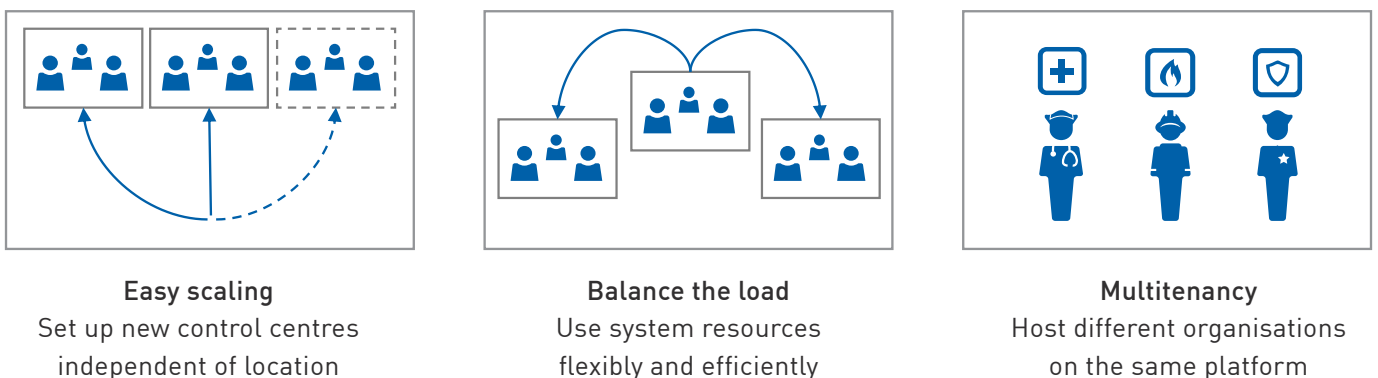 Easy scaling
Set up new control centres
independent of location
Balance the load
Use system resources
flexibly and efficiently
Multitenancy
Host different organisations
on the same platform